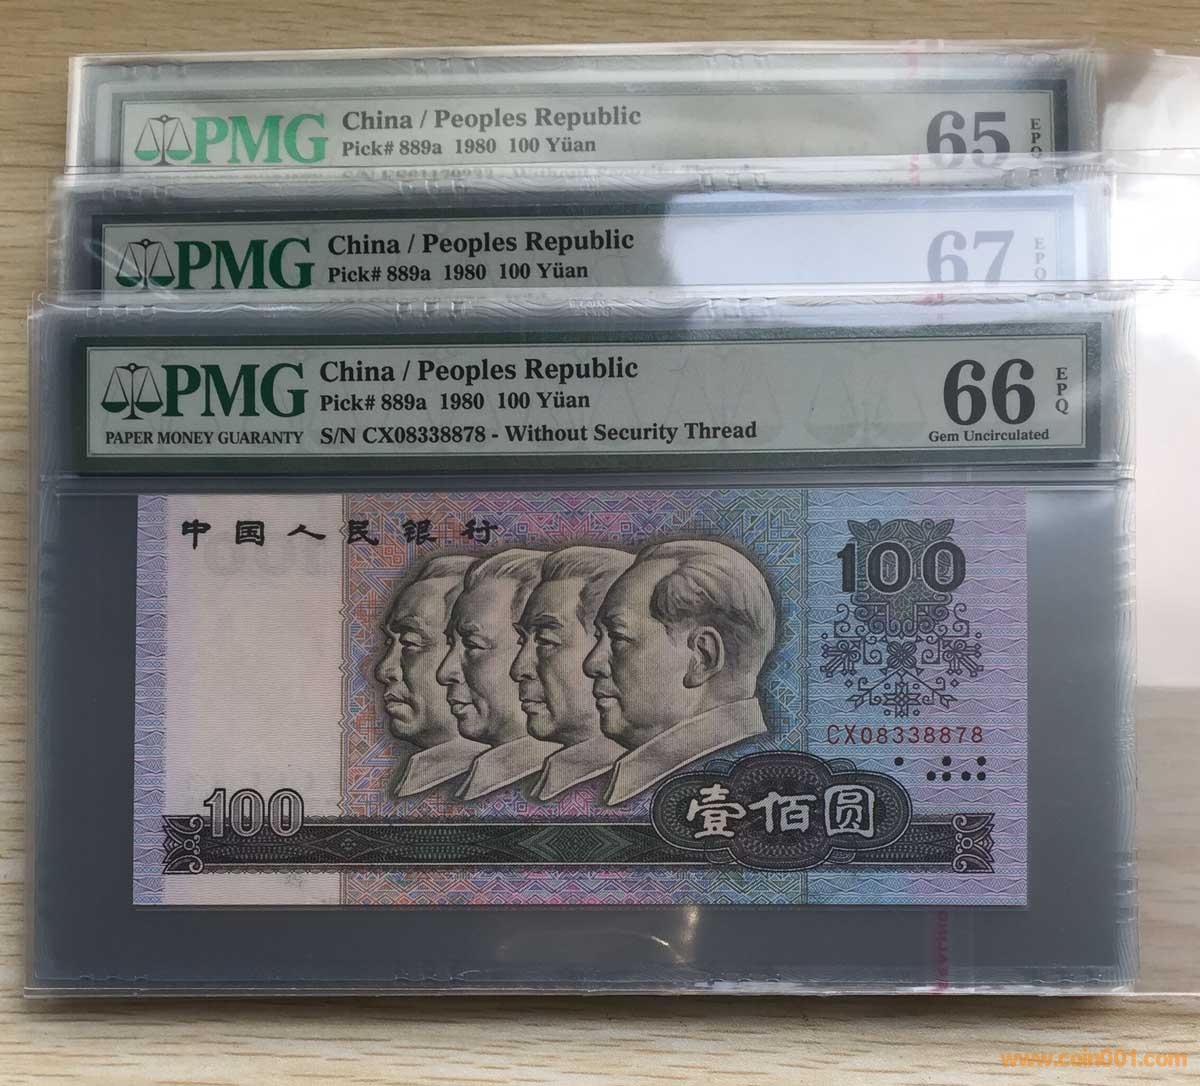 PMG
China / Peoples Republic
Pick# 889a 1980 100 Yüan
65
EPQ
PMG
China / Peoples Republic
Pick# 889a 1980 100 Yüan
67
EPQ
PMG
PAPER MONEY GUARANTY
China / Peoples Republic
Pick# 889a 1980 100 Yüan
S/N CX08338878 - Without Security Thread
66
EPQ
Gem Uncirculated
中国人民银行
100
CX08338878
100
壹佰圆
www.coin001.com